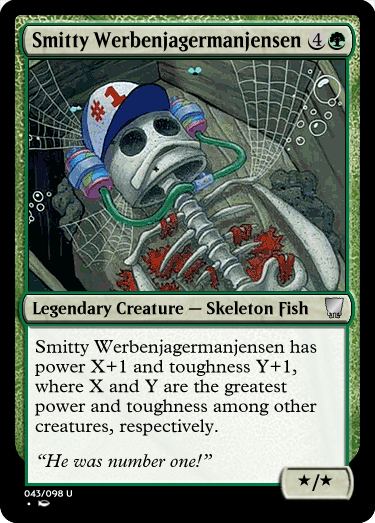 Smitty Werbenjagermanjensen 4
#1
Legendary Creature — Skeleton Fish
Smitty Werbenjagermanjensen has
power X+1 and toughness Y+1,
where X and Y are the greatest
power and toughness among other
creatures, respectively.
“He was number one!”
★/★
043/098 U